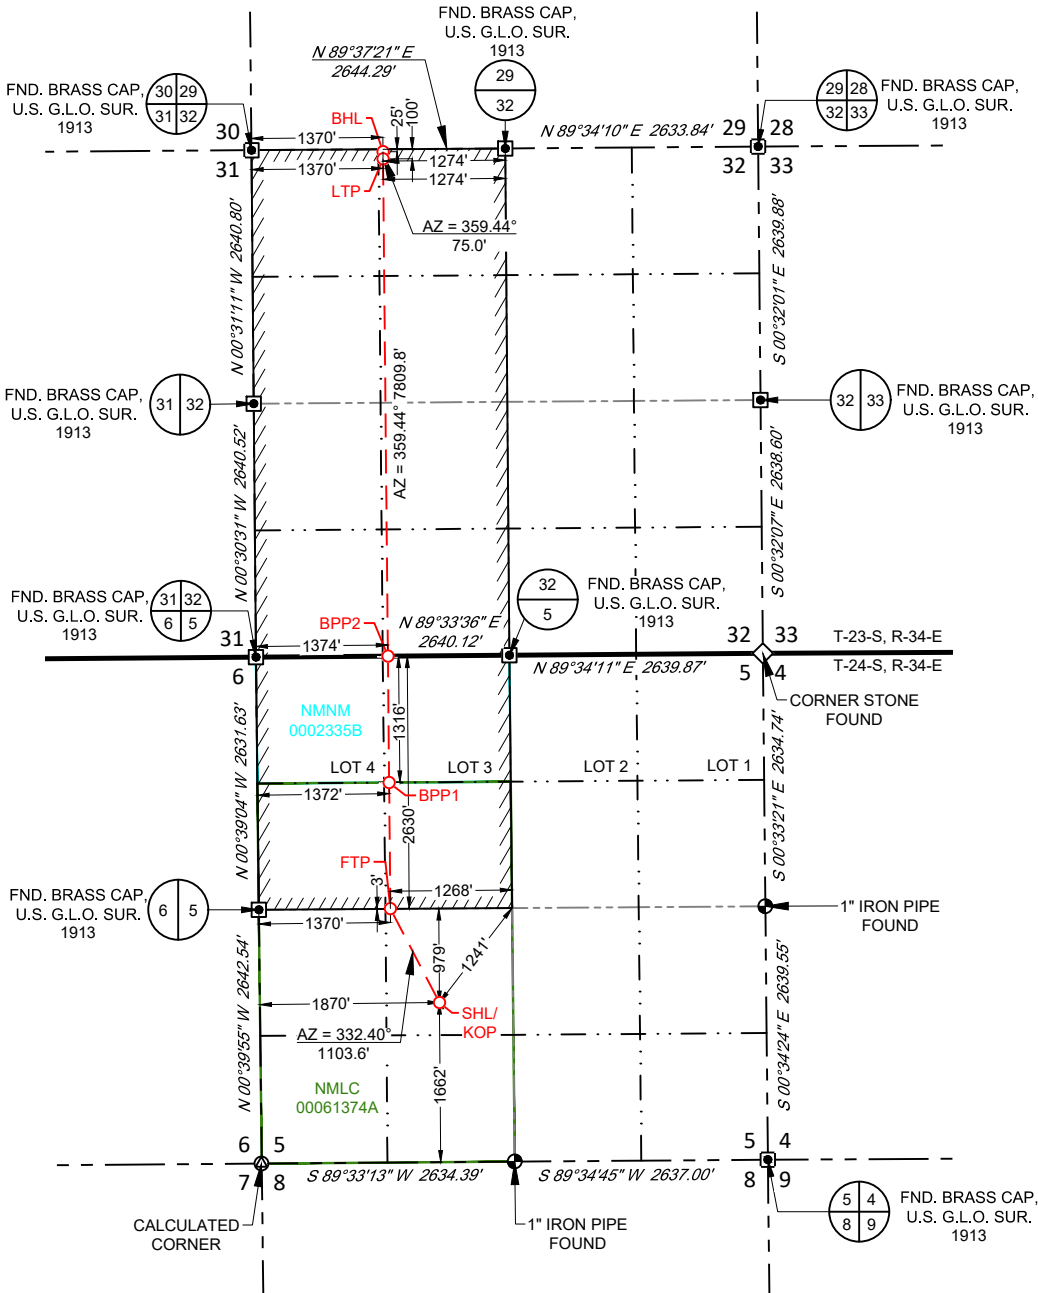 FND. BRASS CAP,
U.S. G.L.O. SUR.
1913
29
32
N 89°37'21" E
2644.29'
FND. BRASS CAP,
U.S. G.L.O. SUR.
1913
30 29
31 32
29 28
32 33
FND. BRASS CAP,
U.S. G.L.O. SUR.
1913
30
31
BHL
1370'
25'
100'
N 89°34'10" E 2633.84'
29 28
32 33
1370'
1274'
1274'
LTP
AZ = 359.44°
75.0'
N 00°31'11" W 2640.80'
S 00°32'01" E 2639.88'
AZ = 359.44° 7809.8'
FND. BRASS CAP,
U.S. G.L.O. SUR.
1913
31 32
32 33
FND. BRASS CAP,
U.S. G.L.O. SUR.
1913
N 00°30'31" W 2640.52'
S 00°32'07" E 2638.60'
FND. BRASS CAP,
U.S. G.L.O. SUR.
1913
31 32
6 5
32
5
FND. BRASS CAP,
U.S. G.L.O. SUR.
1913
31
6
BPP2
1374'
N 89°33'36" E
2640.12'
N 89°34'11" E 2639.87'
32 33
5 4
T-23-S, R-34-E
T-24-S, R-34-E
CORNER STONE
FOUND
NMNM
0002335B
1316'
N 00°39'04" W 2631.63'
S 00°33'21" E 2634.74'
LOT 4
LOT 3
LOT 2
LOT 1
1372'
BPP1
2630'
FTP
3'
1268'
FND. BRASS CAP,
U.S. G.L.O. SUR.
1913
6 5
1370'
1" IRON PIPE
FOUND
979'
1241'
N 00°39'55" W 2642.54'
S 00°34'24" E 2639.55'
1870'
SHL/
KOP
AZ = 332.40°
1103.6'
1662'
NMLC
00061374A
6 5
7 8
S 89°33'13" W 2634.39'
S 89°34'45" W 2637.00'
5 4
8 9
CALCULATED
CORNER
1" IRON PIPE
FOUND
5 4
8 9
FND. BRASS CAP,
U.S. G.L.O. SUR.
1913